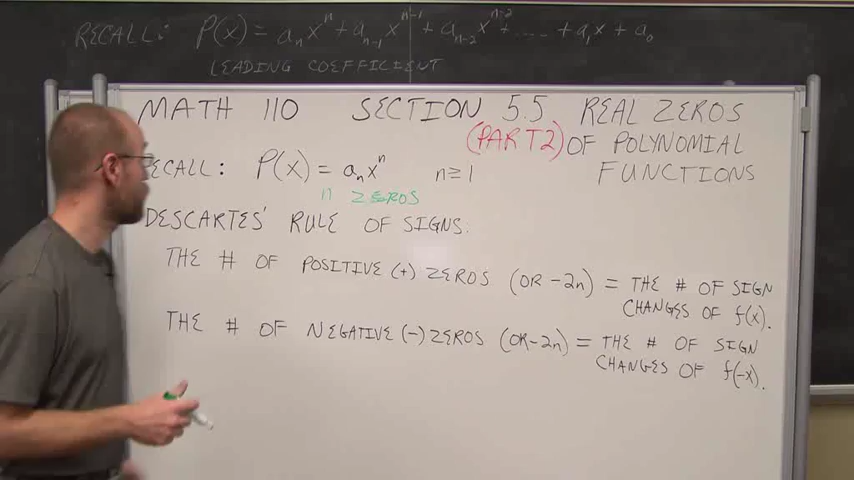 RECALL: P(x) = aₙxⁿ + aₙ₋₁xⁿ⁻¹ + aₙ₋₂xⁿ⁻² + ..... + a₁x + a₀
LEADING COEFFICIENT
MATH 110 SECTION 5.5 REAL ZEROS
(PART 2) OF POLYNOMIAL
FUNCTIONS
ECALL: P(x) = aₙxⁿ n ≥ 1
n ZEROS
DESCARTES' RULE OF SIGNS.
THE # OF POSITIVE (+) ZEROS (OR -2n) = THE # OF SIGN
CHANGES OF f(x).
THE # OF NEGATIVE (-) ZEROS (OR -2n) = THE # OF SIGN
CHANGES OF f(-x).